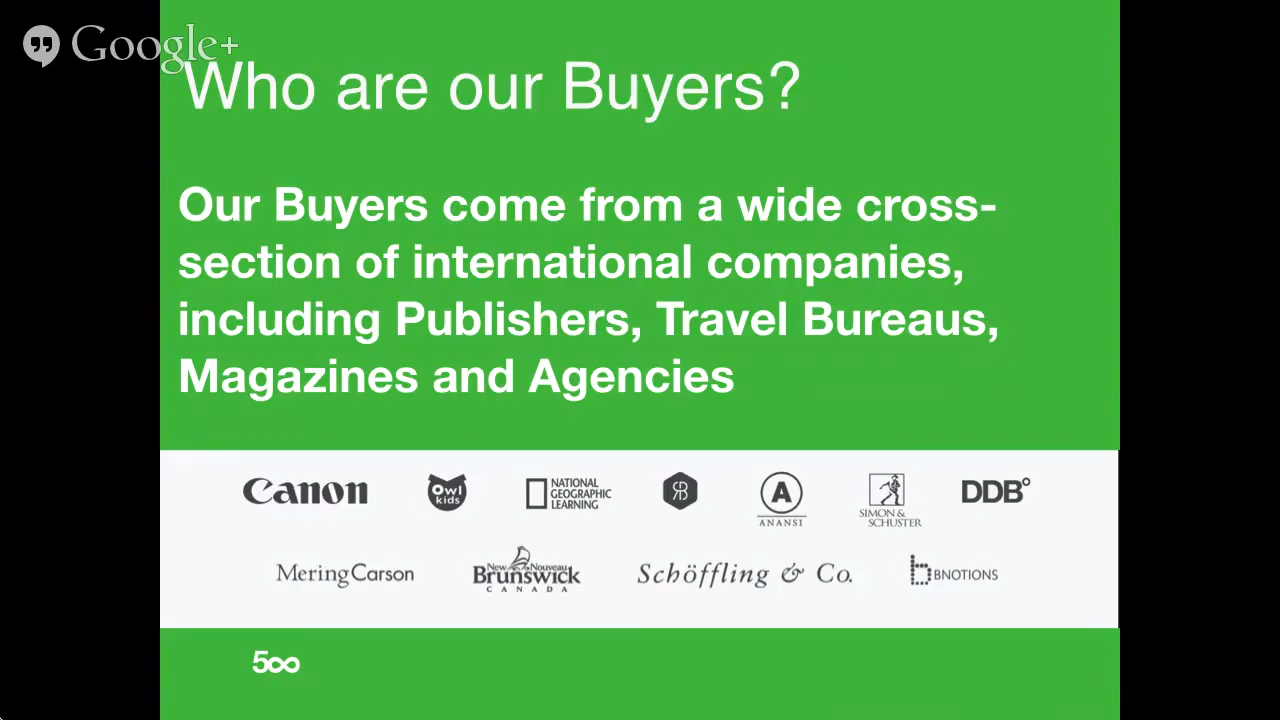 Google+
Who are our Buyers?
Our Buyers come from a wide cross-
section of international companies,
including Publishers, Travel Bureaus,
Magazines and Agencies
Canon
Owl
kids
NATIONAL
GEOGRAPHIC
LEARNING
A
ANANSI
SIMON &
SCHUSTER
DDB°
MeringCarson
New Nouveau
Brunswick
CANADA
Schöffling & Co.
BNOTIONS
500